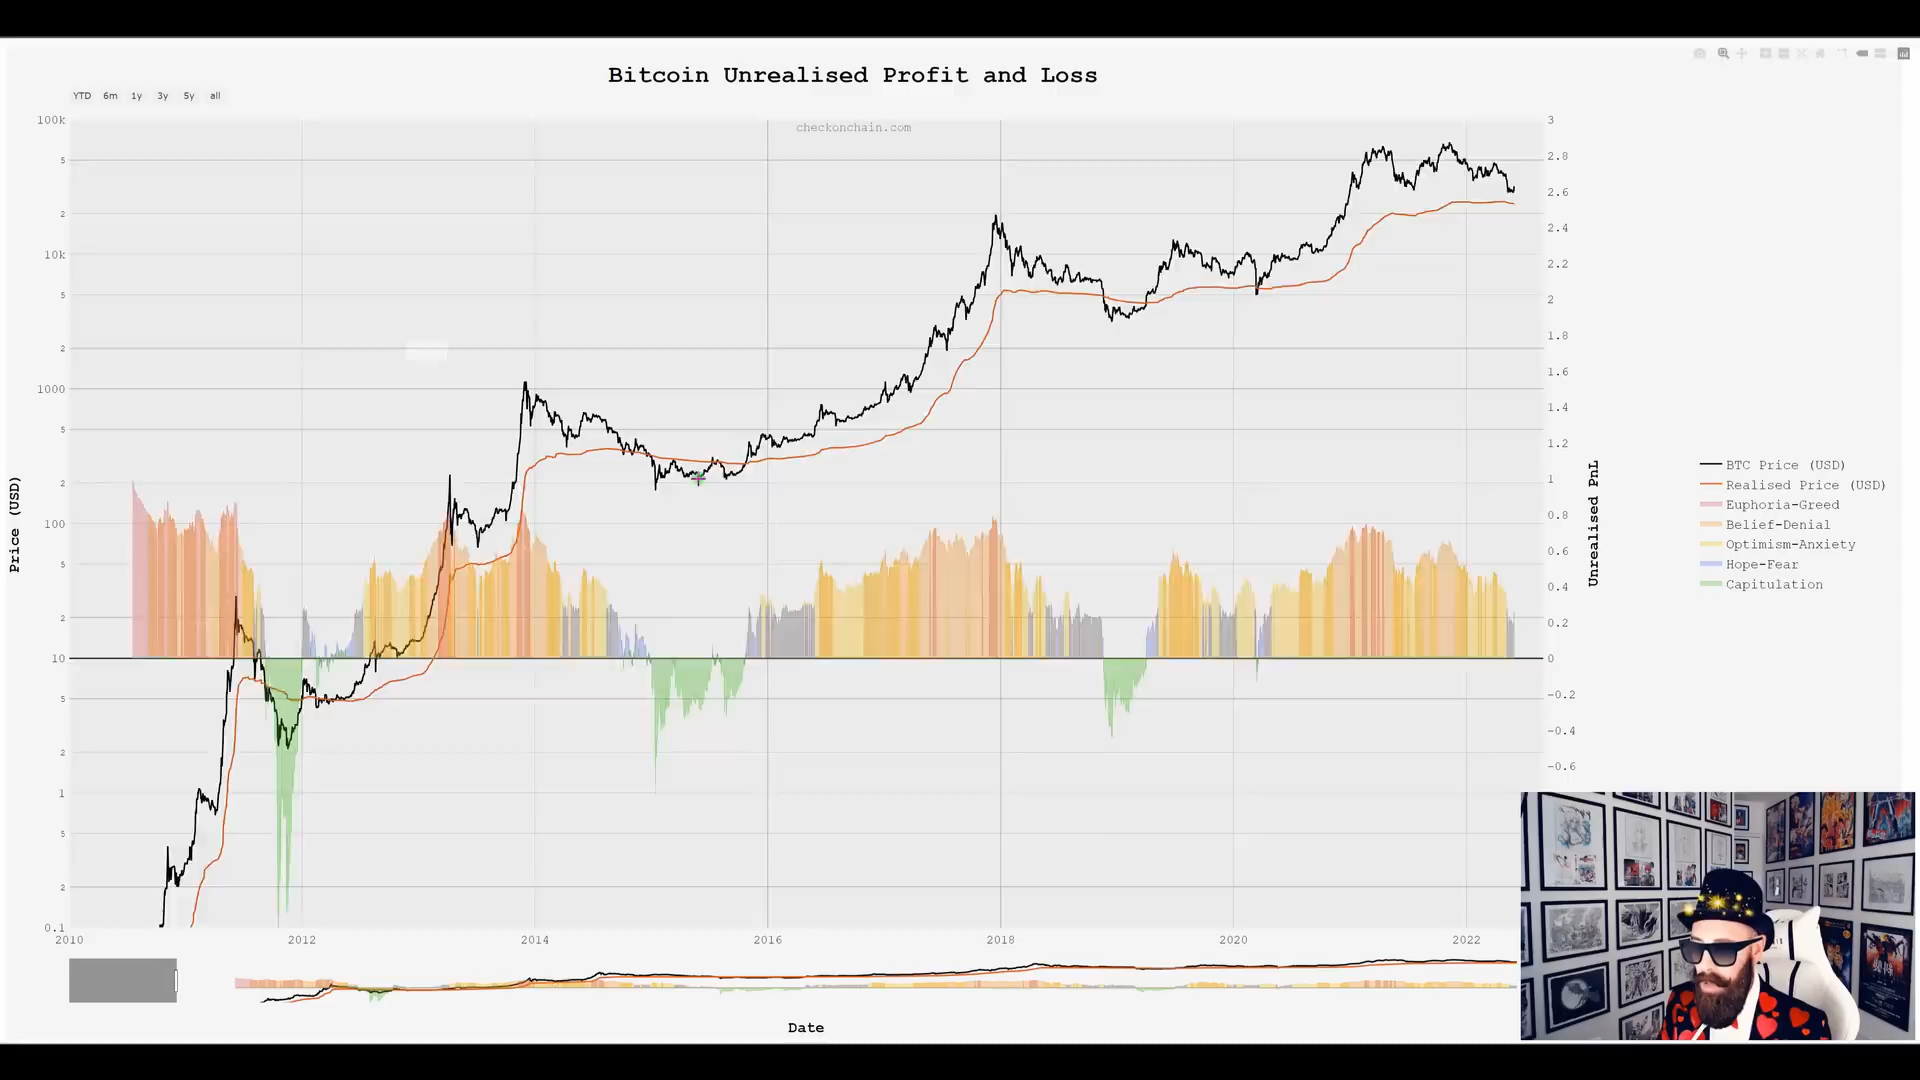 Bitcoin Unrealised Profit and Loss
YTD 6m 1y 3y 5y all
checkonchain.com
100k
5
2
10k
5
2
1000
5
2
100
5
2
10
5
2
1
5
2
0.1
Price (USD)
3
2.8
2.6
2.4
2.2
2
1.8
1.6
1.4
1.2
1
0.8
0.6
0.4
0.2
0
-0.2
-0.4
-0.6
Unrealised PnL
BTC Price (USD)
Realised Price (USD)
Euphoria-Greed
Belief-Denial
Optimism-Anxiety
Hope-Fear
Capitulation
2010 2012 2014 2016 2018 2020 2022
Date